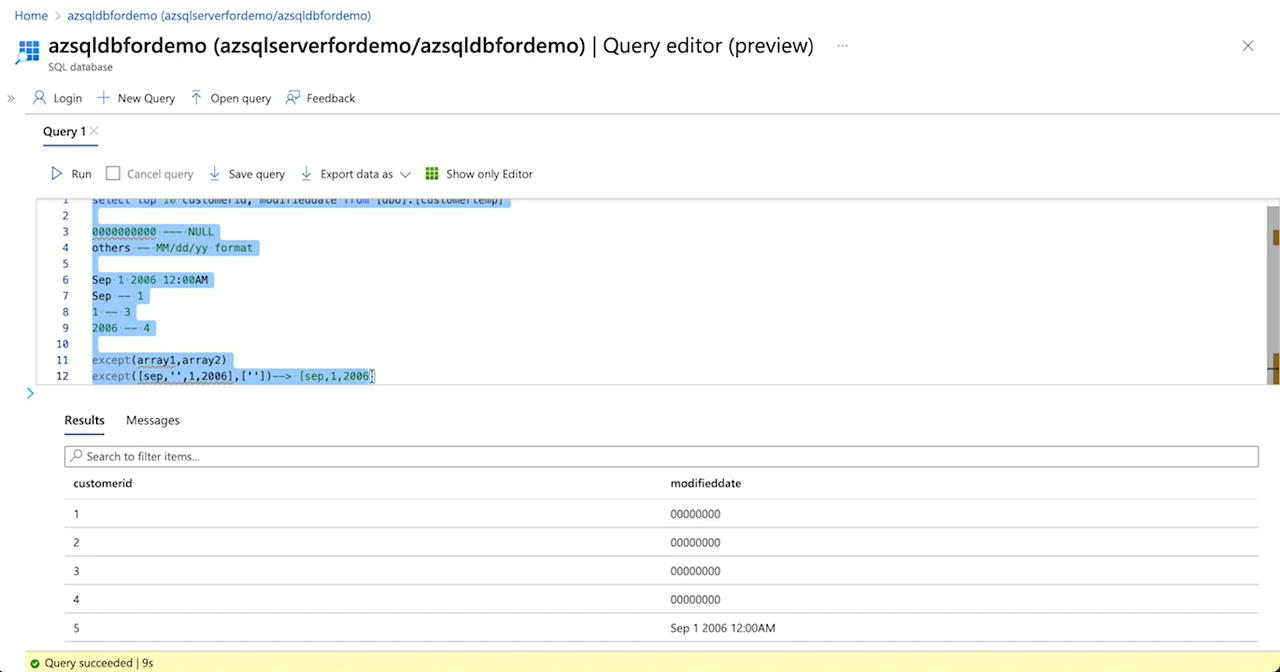 Home > azsqldbfordemo (azsqlserverfordemo/azsqldbfordemo)
azsqldbfordemo (azsqlserverfordemo/azsqldbfordemo) | Query editor (preview) ...
SQL database
» Login + New Query Open query Feedback
Query 1
Run Cancel query Save query Export data as Show only Editor
1 select top 10 customerid, modifieddate from [dbo].[customertemp]
2
3 0000000000 --- NULL
4 others -- MM/dd/yy format
5
6 Sep 1 2006 12:00AM
7 Sep -- 1
8 1 -- 3
9 2006 -- 4
10
11 except(array1,array2)
12 except([sep,'',1,2006],[''])--> [sep,1,2006]
Results Messages
Search to filter items...
customerid modifieddate
1 00000000
2 00000000
3 00000000
4 00000000
5 Sep 1 2006 12:00AM
Query succeeded | 9s